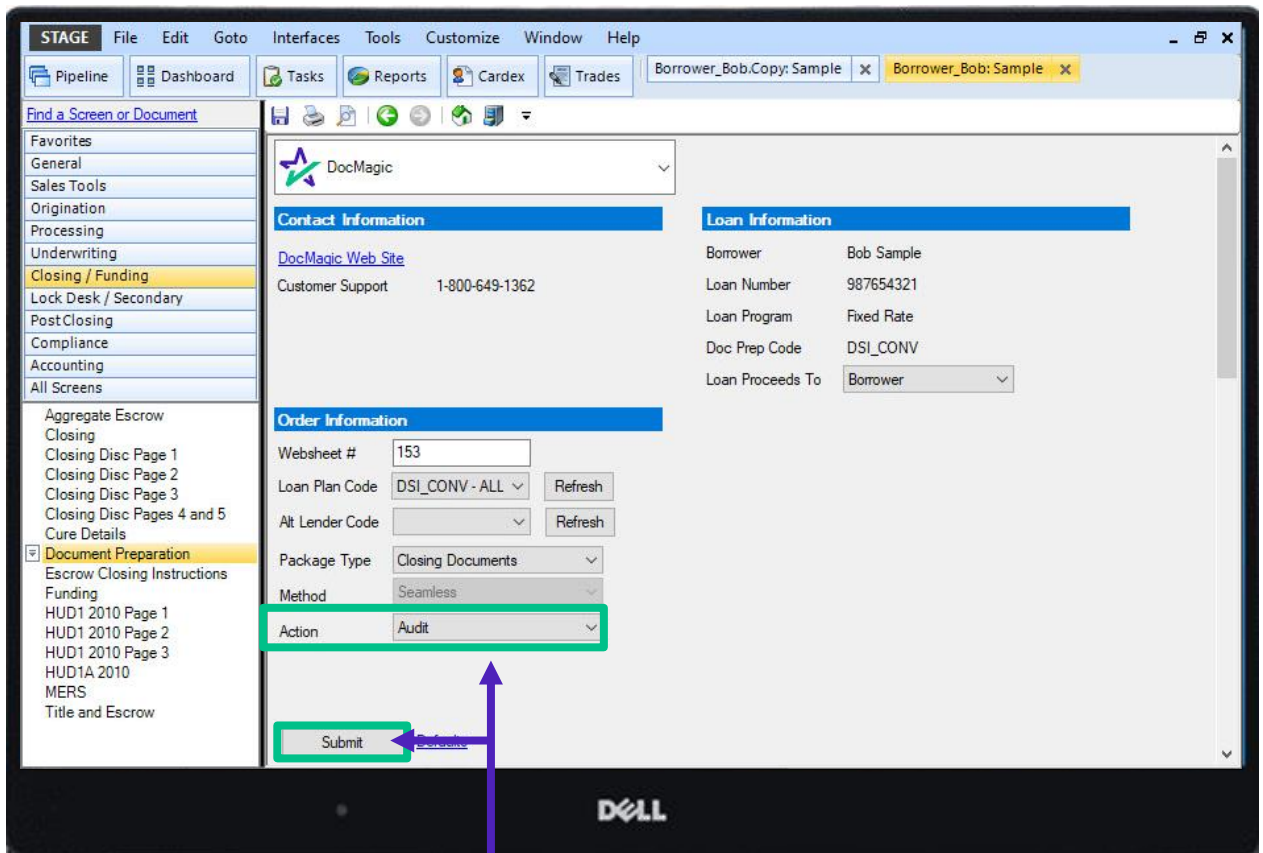 STAGE File Edit Goto Interfaces Tools Customize Window Help
Pipeline Dashboard Tasks Reports Cardex Trades Borrower_Bob.Copy: Sample Borrower_Bob: Sample
Find a Screen or Document
Favorites
General
Sales Tools
Origination
Processing
Underwriting
Closing / Funding
Lock Desk / Secondary
Post Closing
Compliance
Accounting
All Screens
Aggregate Escrow
Closing
Closing Disc Page 1
Closing Disc Page 2
Closing Disc Page 3
Closing Disc Pages 4 and 5
Cure Details
Document Preparation
Escrow Closing Instructions
Funding
HUD1 2010 Page 1
HUD1 2010 Page 2
HUD1 2010 Page 3
HUD1A 2010
MERS
Title and Escrow
DocMagic
Contact Information
DocMagic Web Site
Customer Support 1-800-649-1362
Loan Information
Borrower Bob Sample
Loan Number 987654321
Loan Program Fixed Rate
Doc Prep Code DSI_CONV
Loan Proceeds To Borrower
Order Information
Websheet # 153
Loan Plan Code DSI_CONV - ALL Refresh
Alt Lender Code Refresh
Package Type Closing Documents
Method Seamless
Action Audit
Submit Defaults
DELL